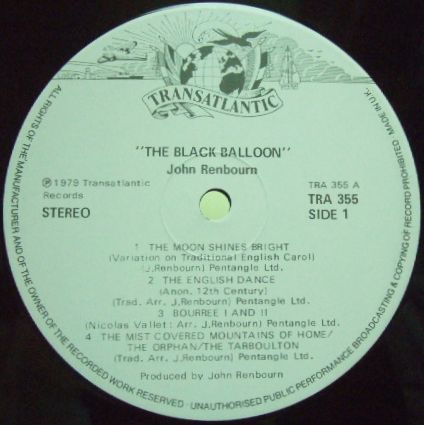 TRANSATLANTIC
"THE BLACK BALLOON"
John Renbourn
℗ 1979 Transatlantic
Records
STEREO
TRA 355 A
TRA 355
SIDE 1
1 THE MOON SHINES BRIGHT
(Variation on Traditional English Carol)
(J.Renbourn) Pentangle Ltd.
2 THE ENGLISH DANCE
(Anon. 12th Century)
(Trad. Arr. J.Renbourn) Pentangle Ltd.
3 BOURREE I AND II
(Nicolas Vallet: Arr. J.Renbourn) Pentangle Ltd.
4 THE MIST COVERED MOUNTAINS OF HOME/
THE ORPHAN/THE TARBOULTON
(Trad. Arr. J.Renbourn) Pentangle Ltd.
Produced by John Renbourn
ALL RIGHTS OF THE MANUFACTURER AND OF THE OWNER OF THE RECORDED WORK RESERVED · UNAUTHORISED PUBLIC PERFORMANCE BROADCASTING & COPYING OF RECORD PROHIBITED MADE IN U.K.